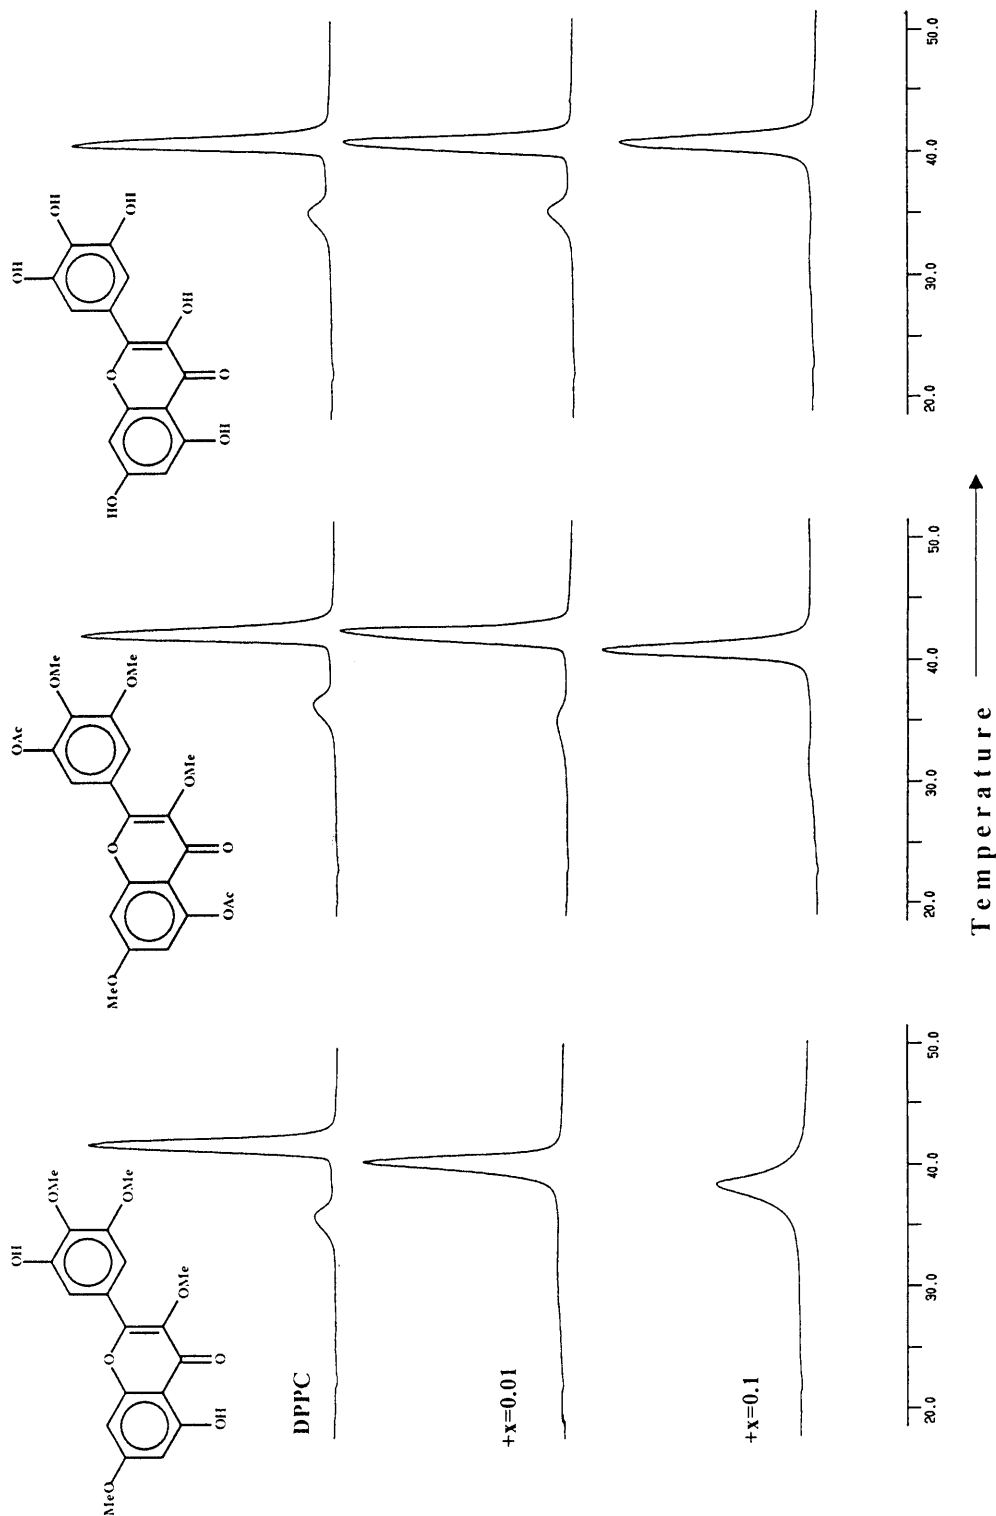 OH
OMe
MeO O OMe
OMe
OH O
OAc
OMe
MeO O OMe
OMe
OAc O
OH
OH
HO O OH
OH
OH O
DPPC
+x=0.01
+x=0.1
20.0 30.0 40.0 50.0
20.0 30.0 40.0 50.0
20.0 30.0 40.0 50.0
Temperature